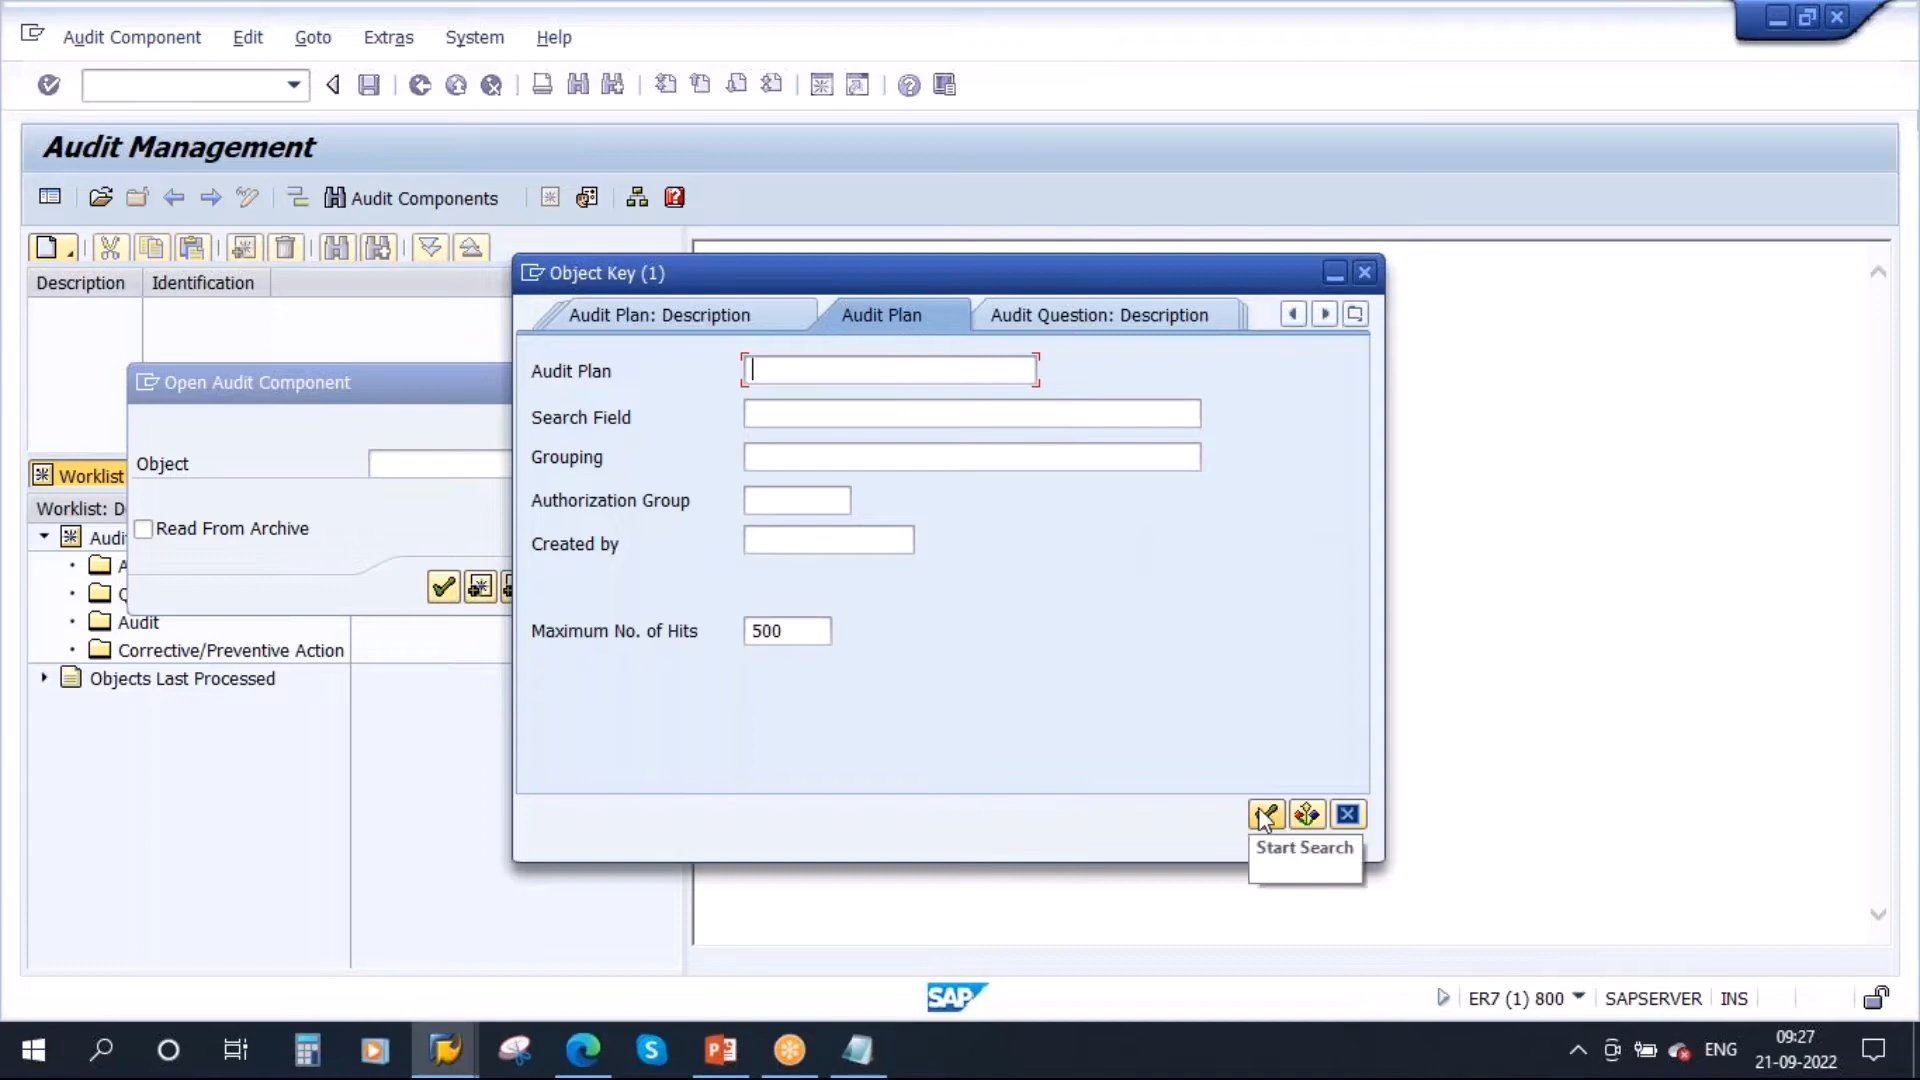 Audit Component Edit Goto Extras System Help
Audit Management
Audit Components
Description Identification
Object Key (1)
Audit Plan: Description Audit Plan Audit Question: Description
Audit Plan
Search Field
Grouping
Authorization Group
Created by
Maximum No. of Hits 500
Start Search
Open Audit Component
Object
Read From Archive
Worklist
Worklist: D
Audi
A
Q
Audit
Corrective/Preventive Action
Objects Last Processed
SAP
ER7 (1) 800 SAPSERVER INS
ENG
09:27
21-09-2022